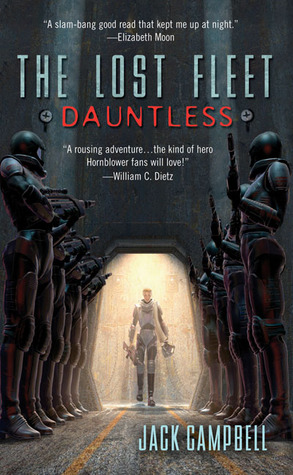 “A slam-bang good read that kept me up at night.”
—Elizabeth Moon
THE LOST FLEET
DAUNTLESS
“A rousing adventure…the kind of hero
Hornblower fans will love!”
—William C. Dietz
JACK CAMPBELL